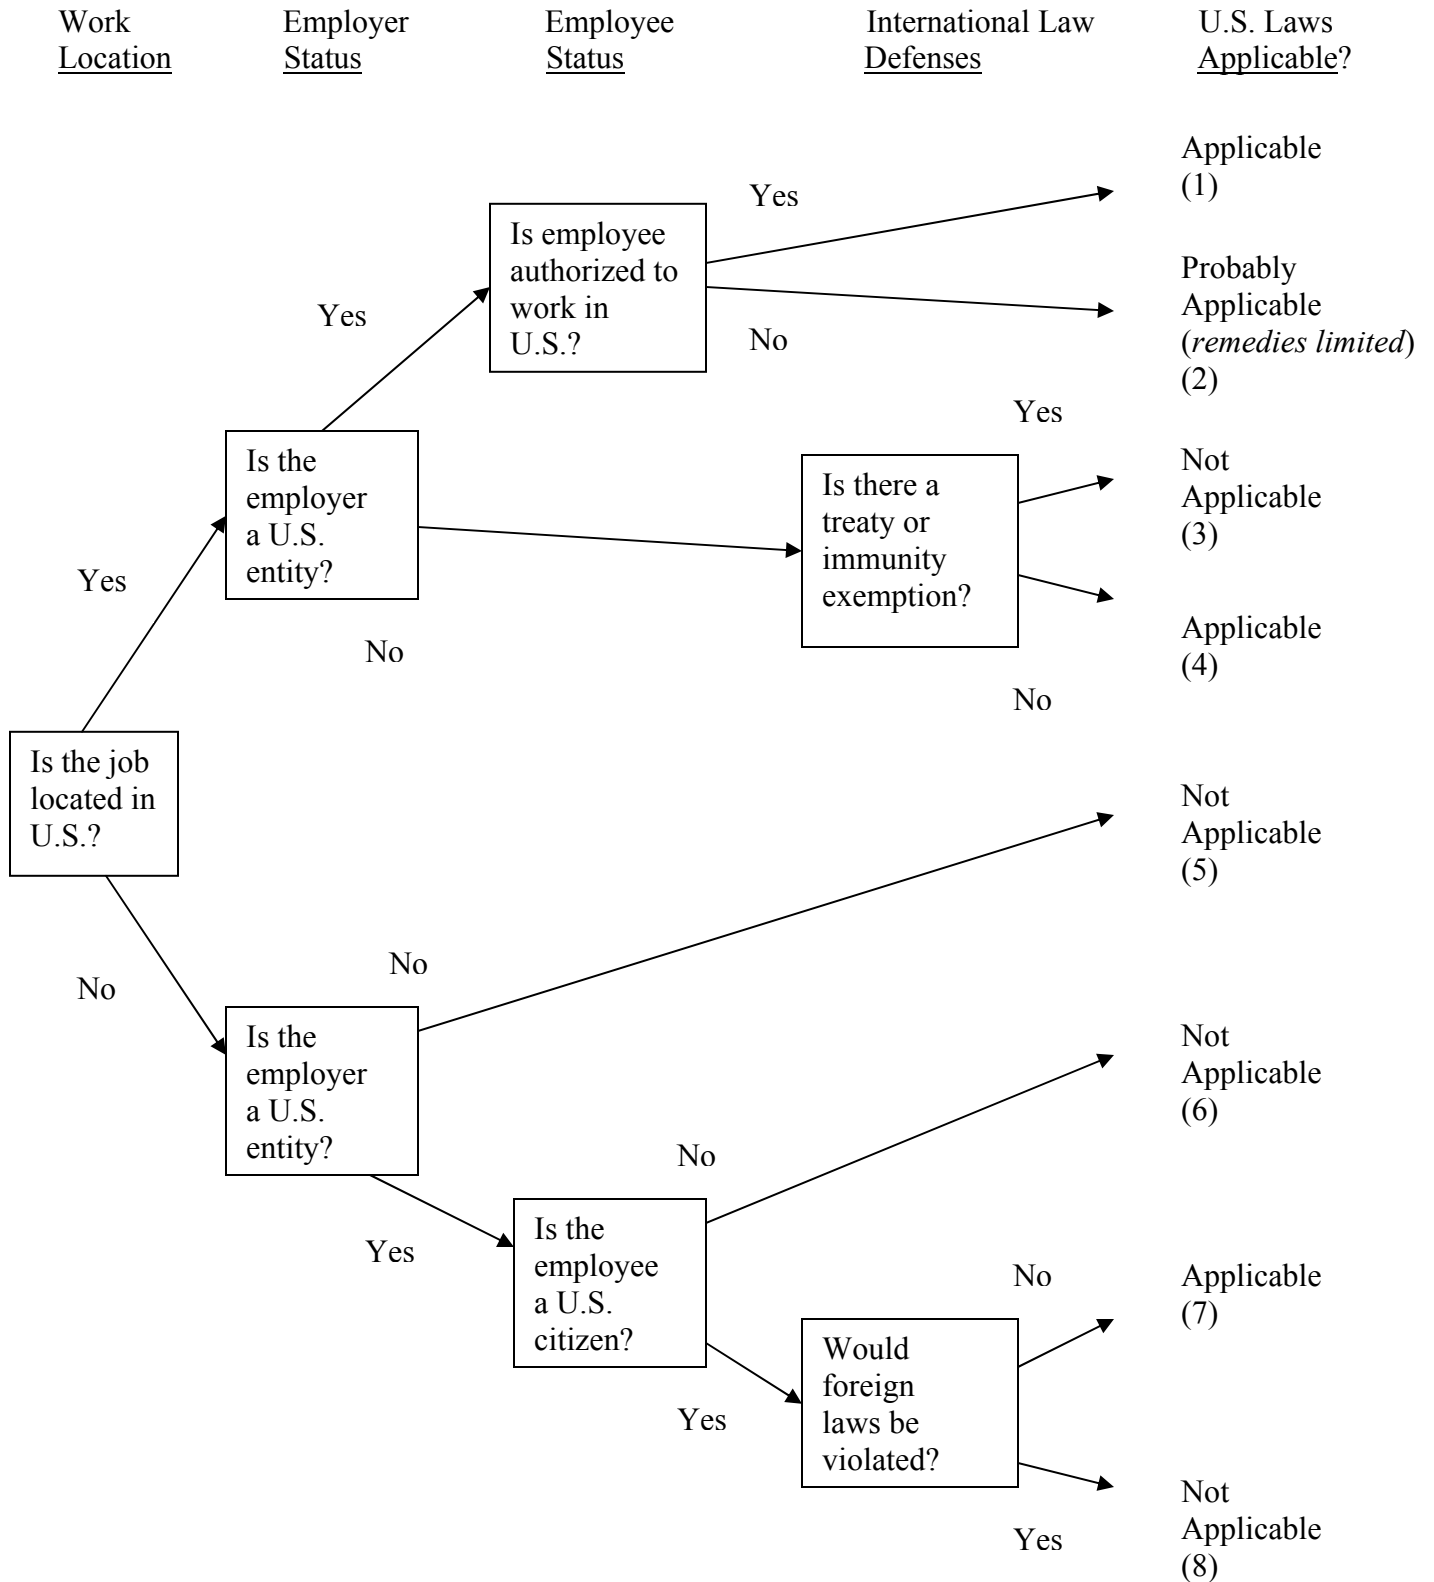 Work
Location
Employer
Status
Employee
Status
International Law
Defenses
U.S. Laws
Applicable?
Applicable
(1)
Yes
Is employee
authorized to
work in
U.S.?
Probably
Applicable
(remedies limited)
(2)
Yes
No
Yes
Is the
employer
a U.S.
entity?
Is there a
treaty or
immunity
exemption?
Not
Applicable
(3)
Yes
No
Applicable
(4)
No
Is the job
located in
U.S.?
Not
Applicable
(5)
No
No
Is the
employer
a U.S.
entity?
Not
Applicable
(6)
No
Yes
Is the
employee
a U.S.
citizen?
No
Applicable
(7)
Would
foreign
laws be
violated?
Yes
Not
Applicable
(8)
Yes